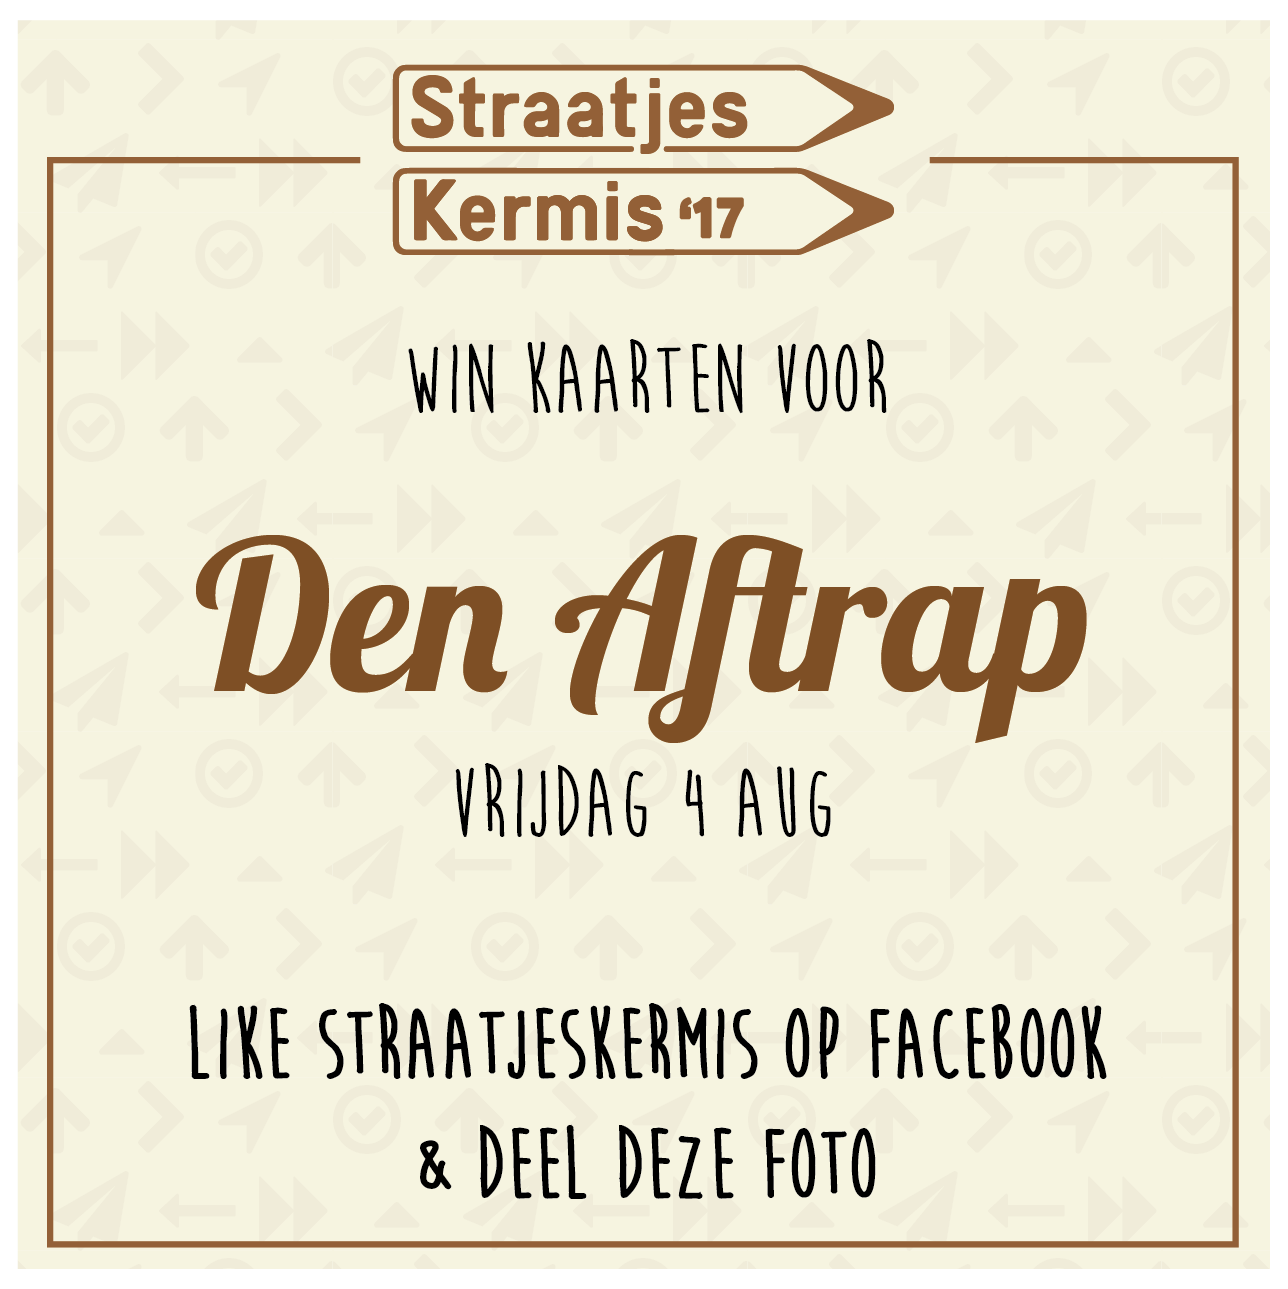 Straatjes
Kermis ‘17
WIN KAARTEN VOOR
Den Aftrap
VRIJDAG 4 AUG
LIKE STRAATJESKERMIS OP FACEBOOK
& DEEL DEZE FOTO